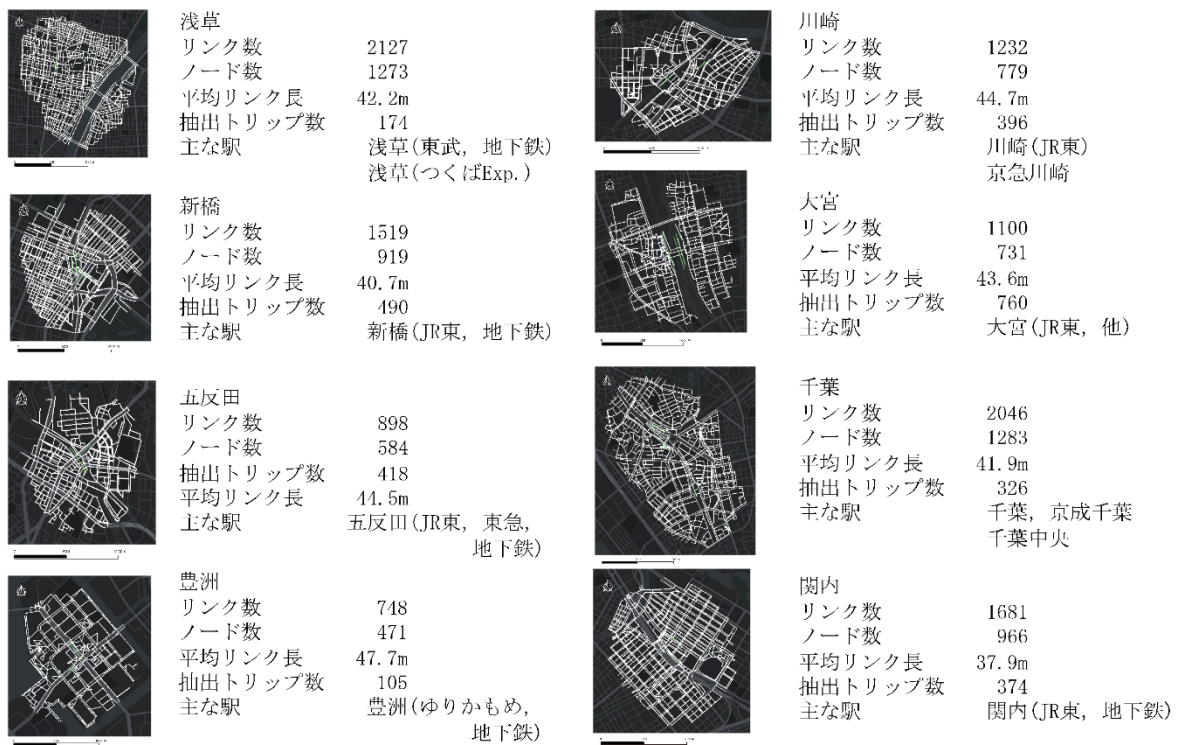 浅草
リンク数 2127
ノード数 1273
平均リンク長 42.2m
抽出トリップ数 174
主な駅 浅草(東武, 地下鉄)
浅草(つくばExp.)
新橋
リンク数 1519
ノード数 919
平均リンク長 40.7m
抽出トリップ数 490
主な駅 新橋(JR東, 地下鉄)
五反田
リンク数 898
ノード数 584
抽出トリップ数 418
平均リンク長 44.5m
主な駅 五反田(JR東, 東急,
地下鉄)
豊洲
リンク数 748
ノード数 471
平均リンク長 47.7m
抽出トリップ数 105
主な駅 豊洲(ゆりかもめ,
地下鉄)
川崎
リンク数 1232
ノード数 779
平均リンク長 44.7m
抽出トリップ数 396
主な駅 川崎(JR東)
京急川崎
大宮
リンク数 1100
ノード数 731
平均リンク長 43.6m
抽出トリップ数 760
主な駅 大宮(JR東, 他)
千葉
リンク数 2046
ノード数 1283
平均リンク長 41.9m
抽出トリップ数 326
主な駅 千葉, 京成千葉
千葉中央
関内
リンク数 1681
ノード数 966
平均リンク長 37.9m
抽出トリップ数 374
主な駅 関内(JR東, 地下鉄)